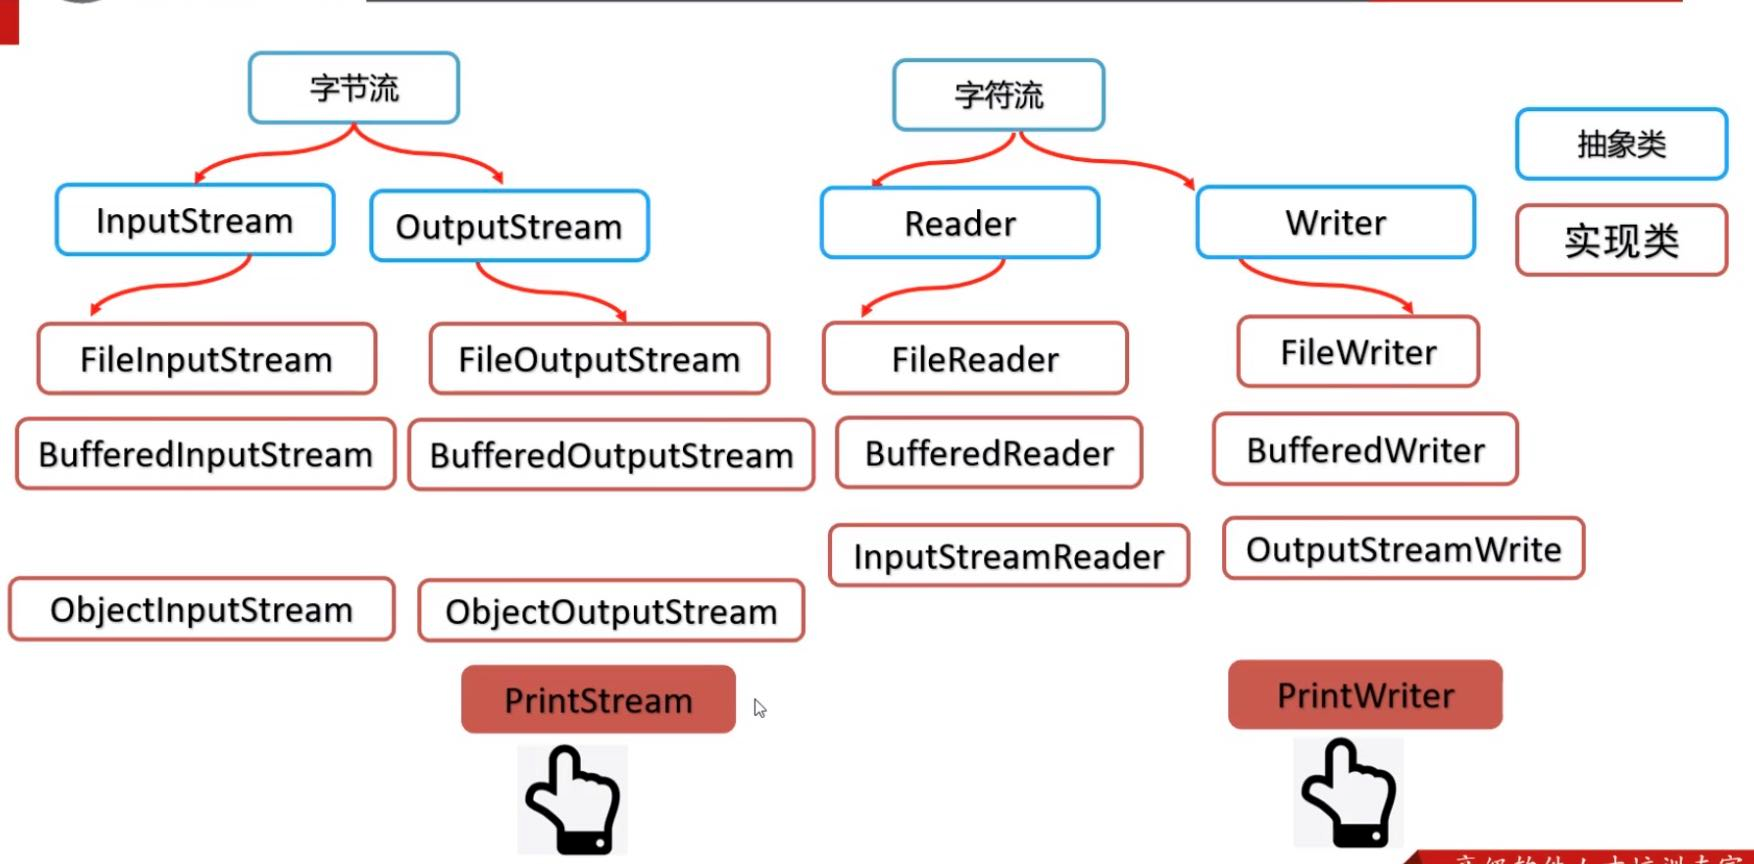 字节流
字符流
抽象类
InputStream
OutputStream
Reader
Writer
实现类
FileInputStream
FileOutputStream
FileReader
FileWriter
BufferedInputStream
BufferedOutputStream
BufferedReader
BufferedWriter
InputStreamReader
OutputStreamWrite
ObjectInputStream
ObjectOutputStream
PrintStream
PrintWriter